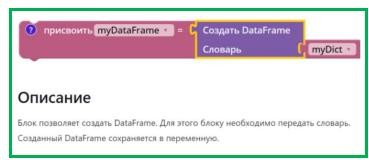 ? присвоить myDataFrame = Создать DataFrame
Словарь myDict
Описание
Блок позволяет создать DataFrame. Для этого блоку необходимо передать словарь.
Созданный DataFrame сохраняется в переменную.